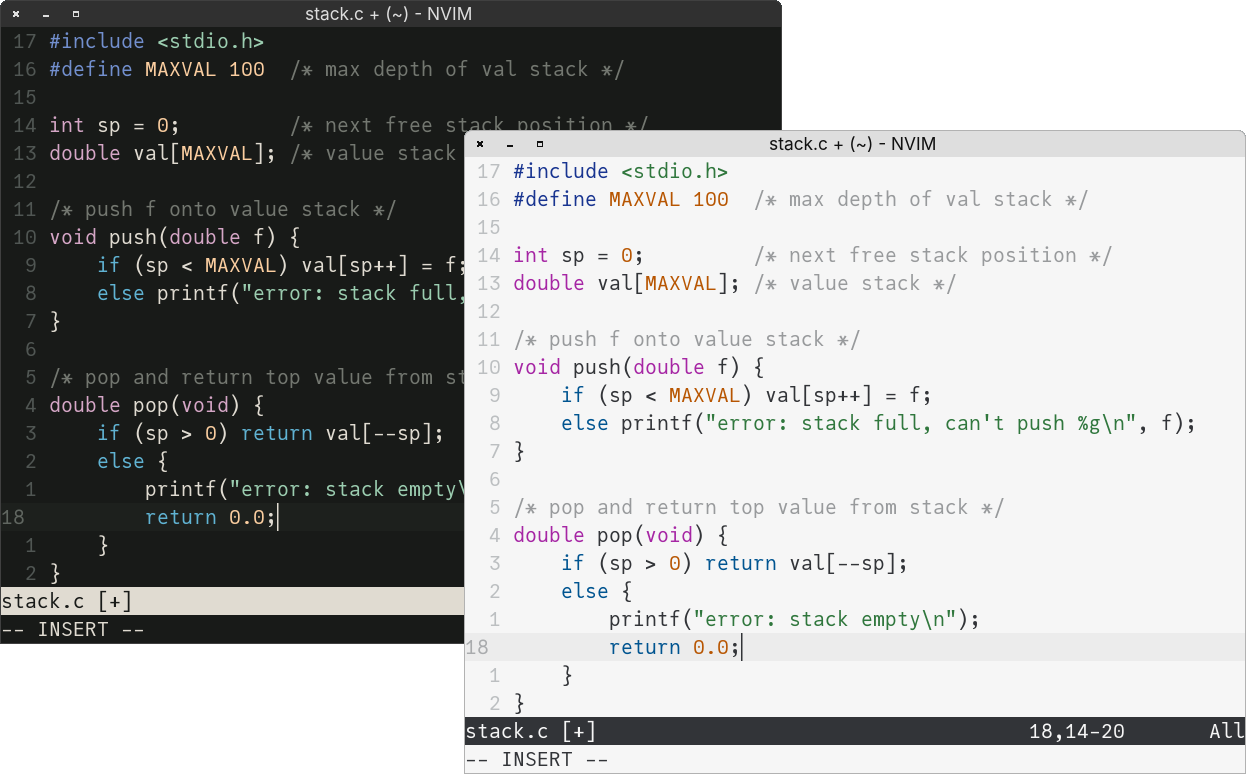 stack.c + (~) - NVIM
17 #include <stdio.h>
16 #define MAXVAL 100  /* max depth of val stack */
15
14 int sp = 0;         /* next free stack position */
13 double val[MAXVAL]; /* value stack
12
11 /* push f onto value stack */
10 void push(double f) {
 9     if (sp < MAXVAL) val[sp++] = f;
 8     else printf("error: stack full,
 7 }
 6
 5 /* pop and return top value from st
 4 double pop(void) {
 3     if (sp > 0) return val[--sp];
 2     else {
 1         printf("error: stack empty\
18         return 0.0;
 1     }
 2 }
stack.c [+]
-- INSERT --
stack.c + (~) - NVIM
17 #include <stdio.h>
16 #define MAXVAL 100  /* max depth of val stack */
15
14 int sp = 0;         /* next free stack position */
13 double val[MAXVAL]; /* value stack */
12
11 /* push f onto value stack */
10 void push(double f) {
 9     if (sp < MAXVAL) val[sp++] = f;
 8     else printf("error: stack full, can't push %g\n", f);
 7 }
 6
 5 /* pop and return top value from stack */
 4 double pop(void) {
 3     if (sp > 0) return val[--sp];
 2     else {
 1         printf("error: stack empty\n");
18         return 0.0;
 1     }
 2 }
stack.c [+] 18,14-20 All
-- INSERT --